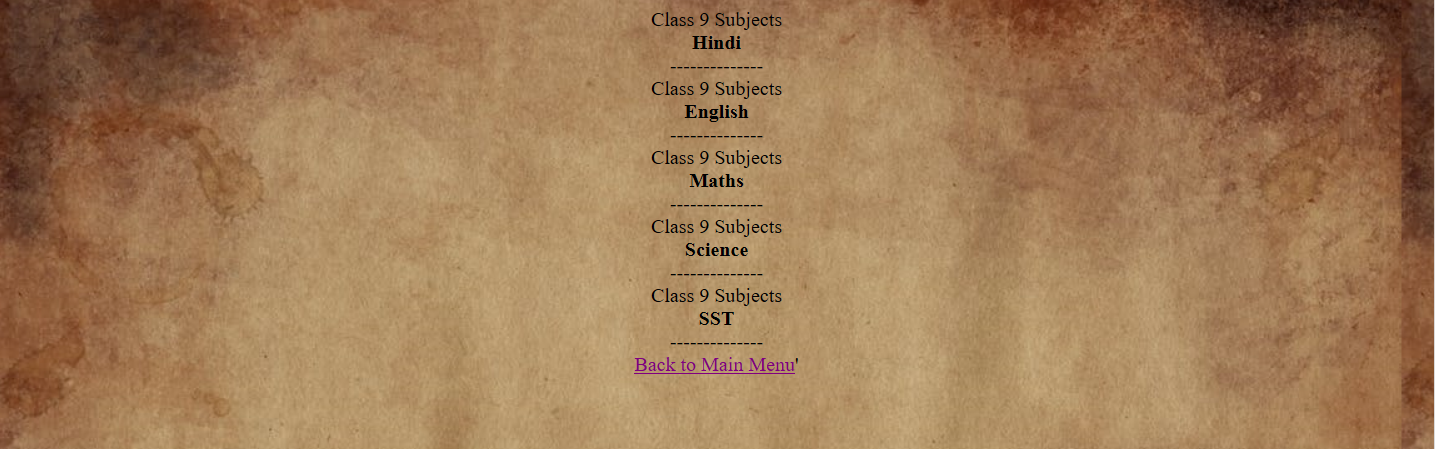 Class 9 Subjects
Hindi
--------------
Class 9 Subjects
English
--------------
Class 9 Subjects
Maths
--------------
Class 9 Subjects
Science
--------------
Class 9 Subjects
SST
--------------
Back to Main Menu'